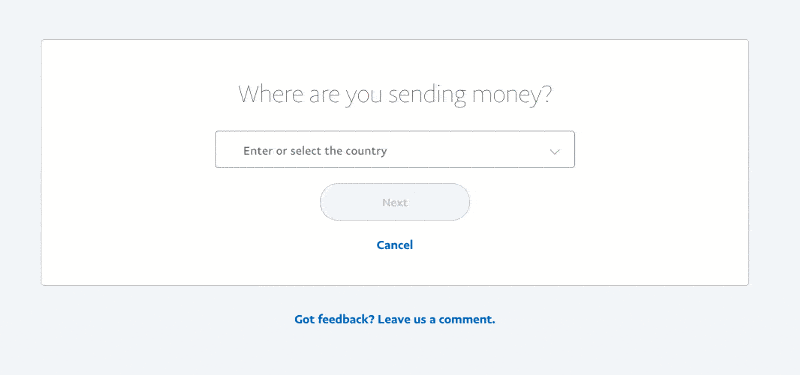 Where are you sending money?
Enter or select the country
Next
Cancel
Got feedback? Leave us a comment.